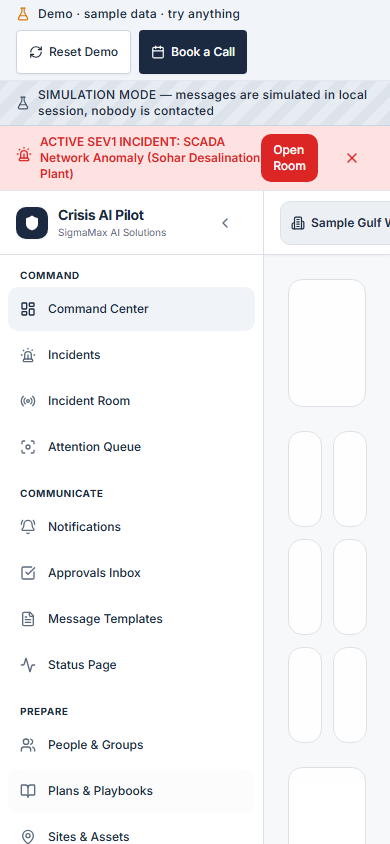 Demo · sample data · try anything
Reset Demo
Book a Call
SIMULATION MODE — messages are simulated in local
session, nobody is contacted
ACTIVE SEV1 INCIDENT: SCADA
Network Anomaly (Sohar Desalination
Plant)
Open
Room
Crisis AI Pilot
SigmaMax AI Solutions
Sample Gulf
COMMAND
Command Center
Incidents
Incident Room
Attention Queue
COMMUNICATE
Notifications
Approvals Inbox
Message Templates
Status Page
PREPARE
People & Groups
Plans & Playbooks
Sites & Assets